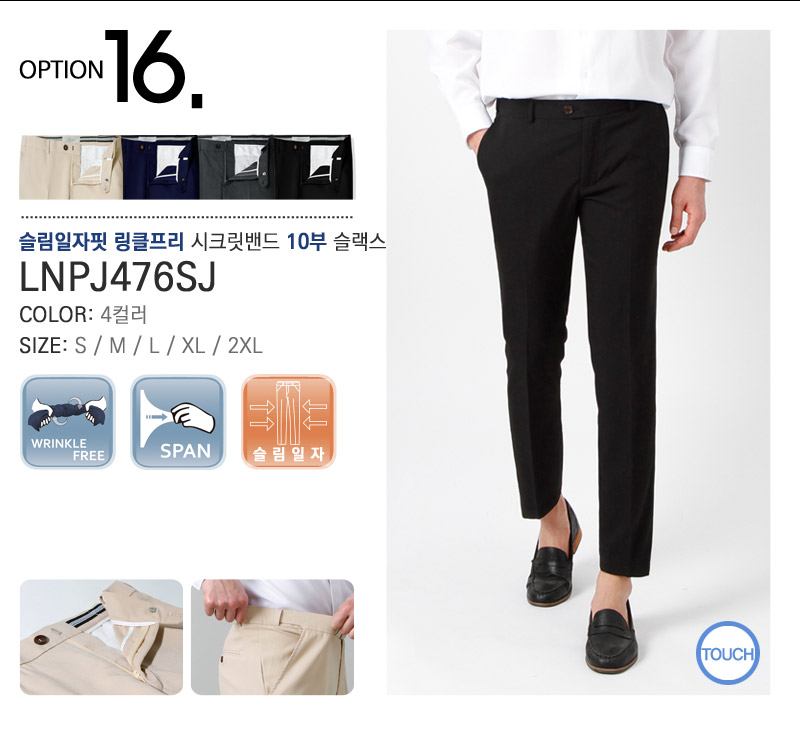 OPTION 16.
슬림일자핏 링클프리 시크릿밴드 10부 슬랙스
LNPJ476SJ
COLOR: 4컬러
SIZE: S / M / L / XL / 2XL
WRINKLE
FREE
SPAN
슬림일자
TOUCH